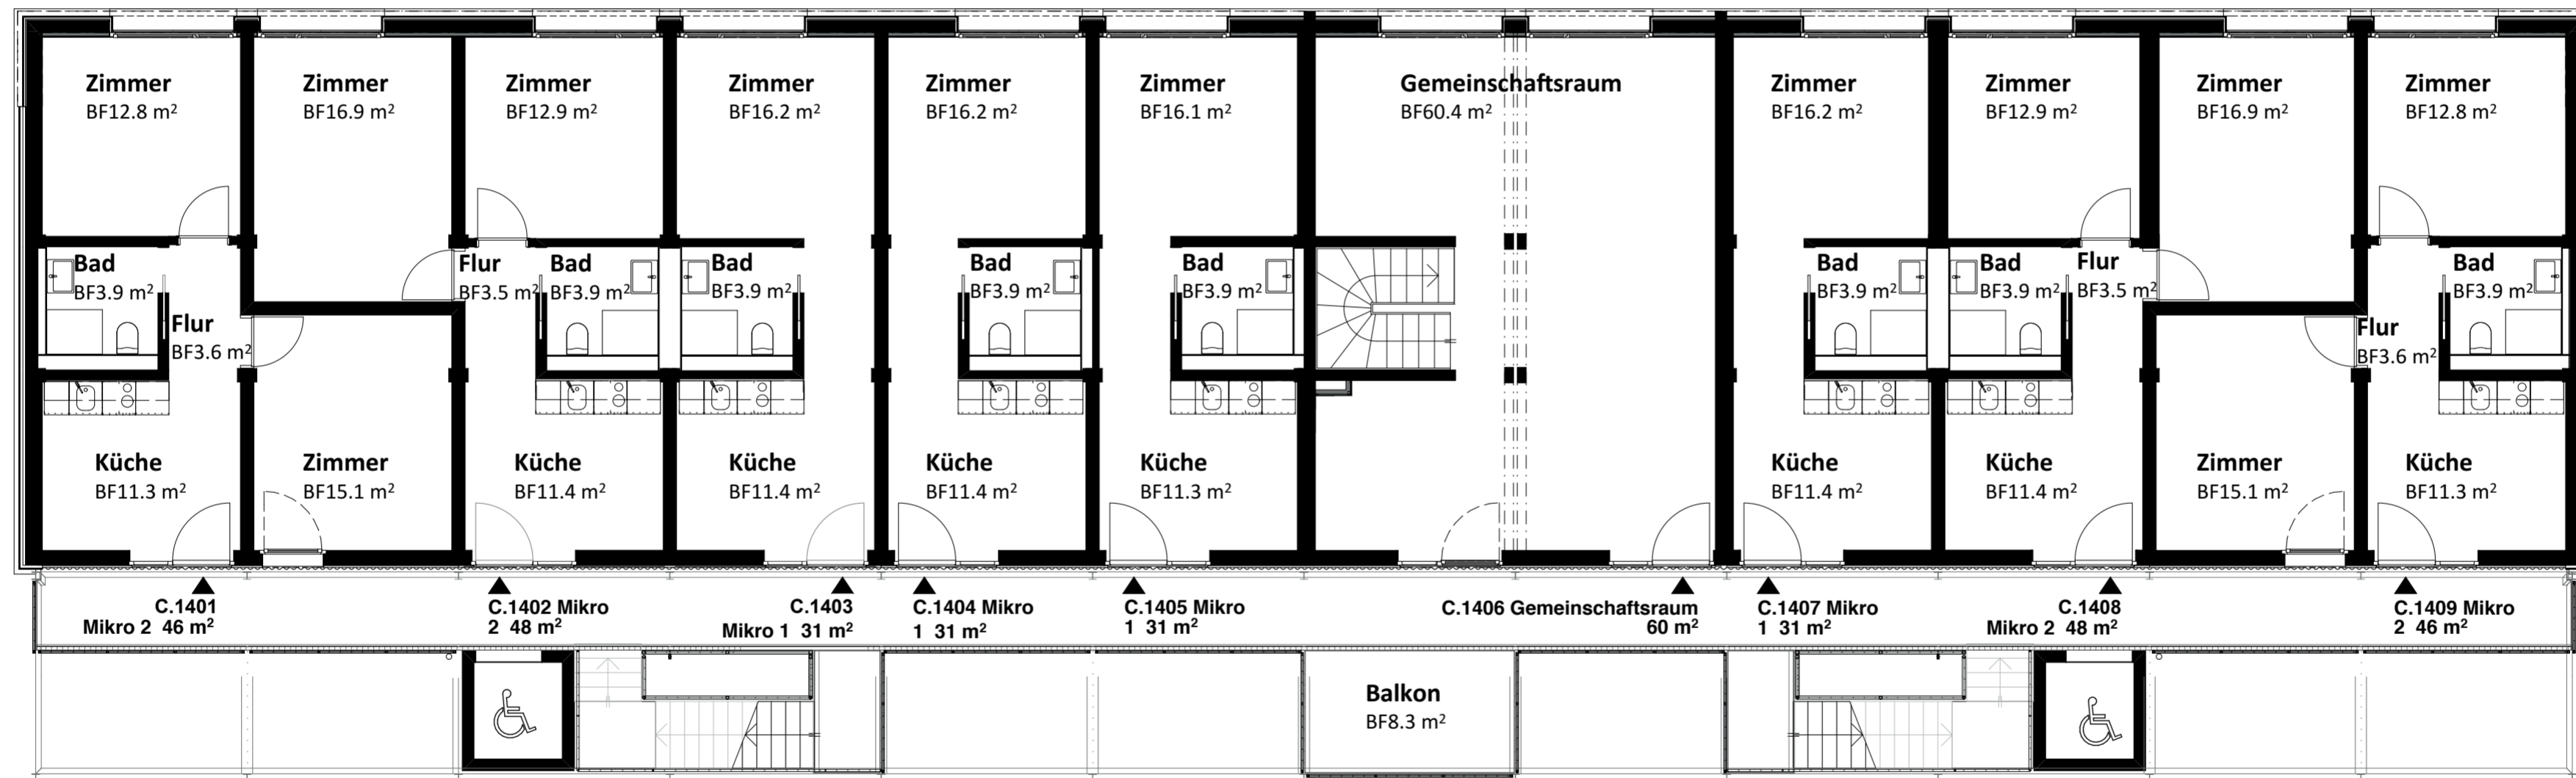 Zimmer
BF12.8 m²
Zimmer
BF16.9 m²
Zimmer
BF12.9 m²
Zimmer
BF16.2 m²
Zimmer
BF16.2 m²
Zimmer
BF16.1 m²
Gemeinschaftsraum
BF60.4 m²
Zimmer
BF16.2 m²
Zimmer
BF12.9 m²
Zimmer
BF16.9 m²
Zimmer
BF12.8 m²
Bad
BF3.9 m²
Flur
BF3.6 m²
Flur
BF3.5 m²
Bad
BF3.9 m²
Bad
BF3.9 m²
Bad
BF3.9 m²
Bad
BF3.9 m²
Bad
BF3.9 m²
Bad
BF3.9 m²
Flur
BF3.5 m²
Flur
BF3.6 m²
Bad
BF3.9 m²
Küche
BF11.3 m²
Zimmer
BF15.1 m²
Küche
BF11.4 m²
Küche
BF11.4 m²
Küche
BF11.4 m²
Küche
BF11.3 m²
Küche
BF11.4 m²
Küche
BF11.4 m²
Zimmer
BF15.1 m²
Küche
BF11.3 m²
C.1401
Mikro 2 46 m²
C.1402 Mikro
2 48 m²
C.1403
Mikro 1 31 m²
C.1404 Mikro
1 31 m²
C.1405 Mikro
1 31 m²
C.1406 Gemeinschaftsraum
60 m²
C.1407 Mikro
1 31 m²
C.1408
Mikro 2 48 m²
C.1409 Mikro
2 46 m²
Balkon
BF8.3 m²